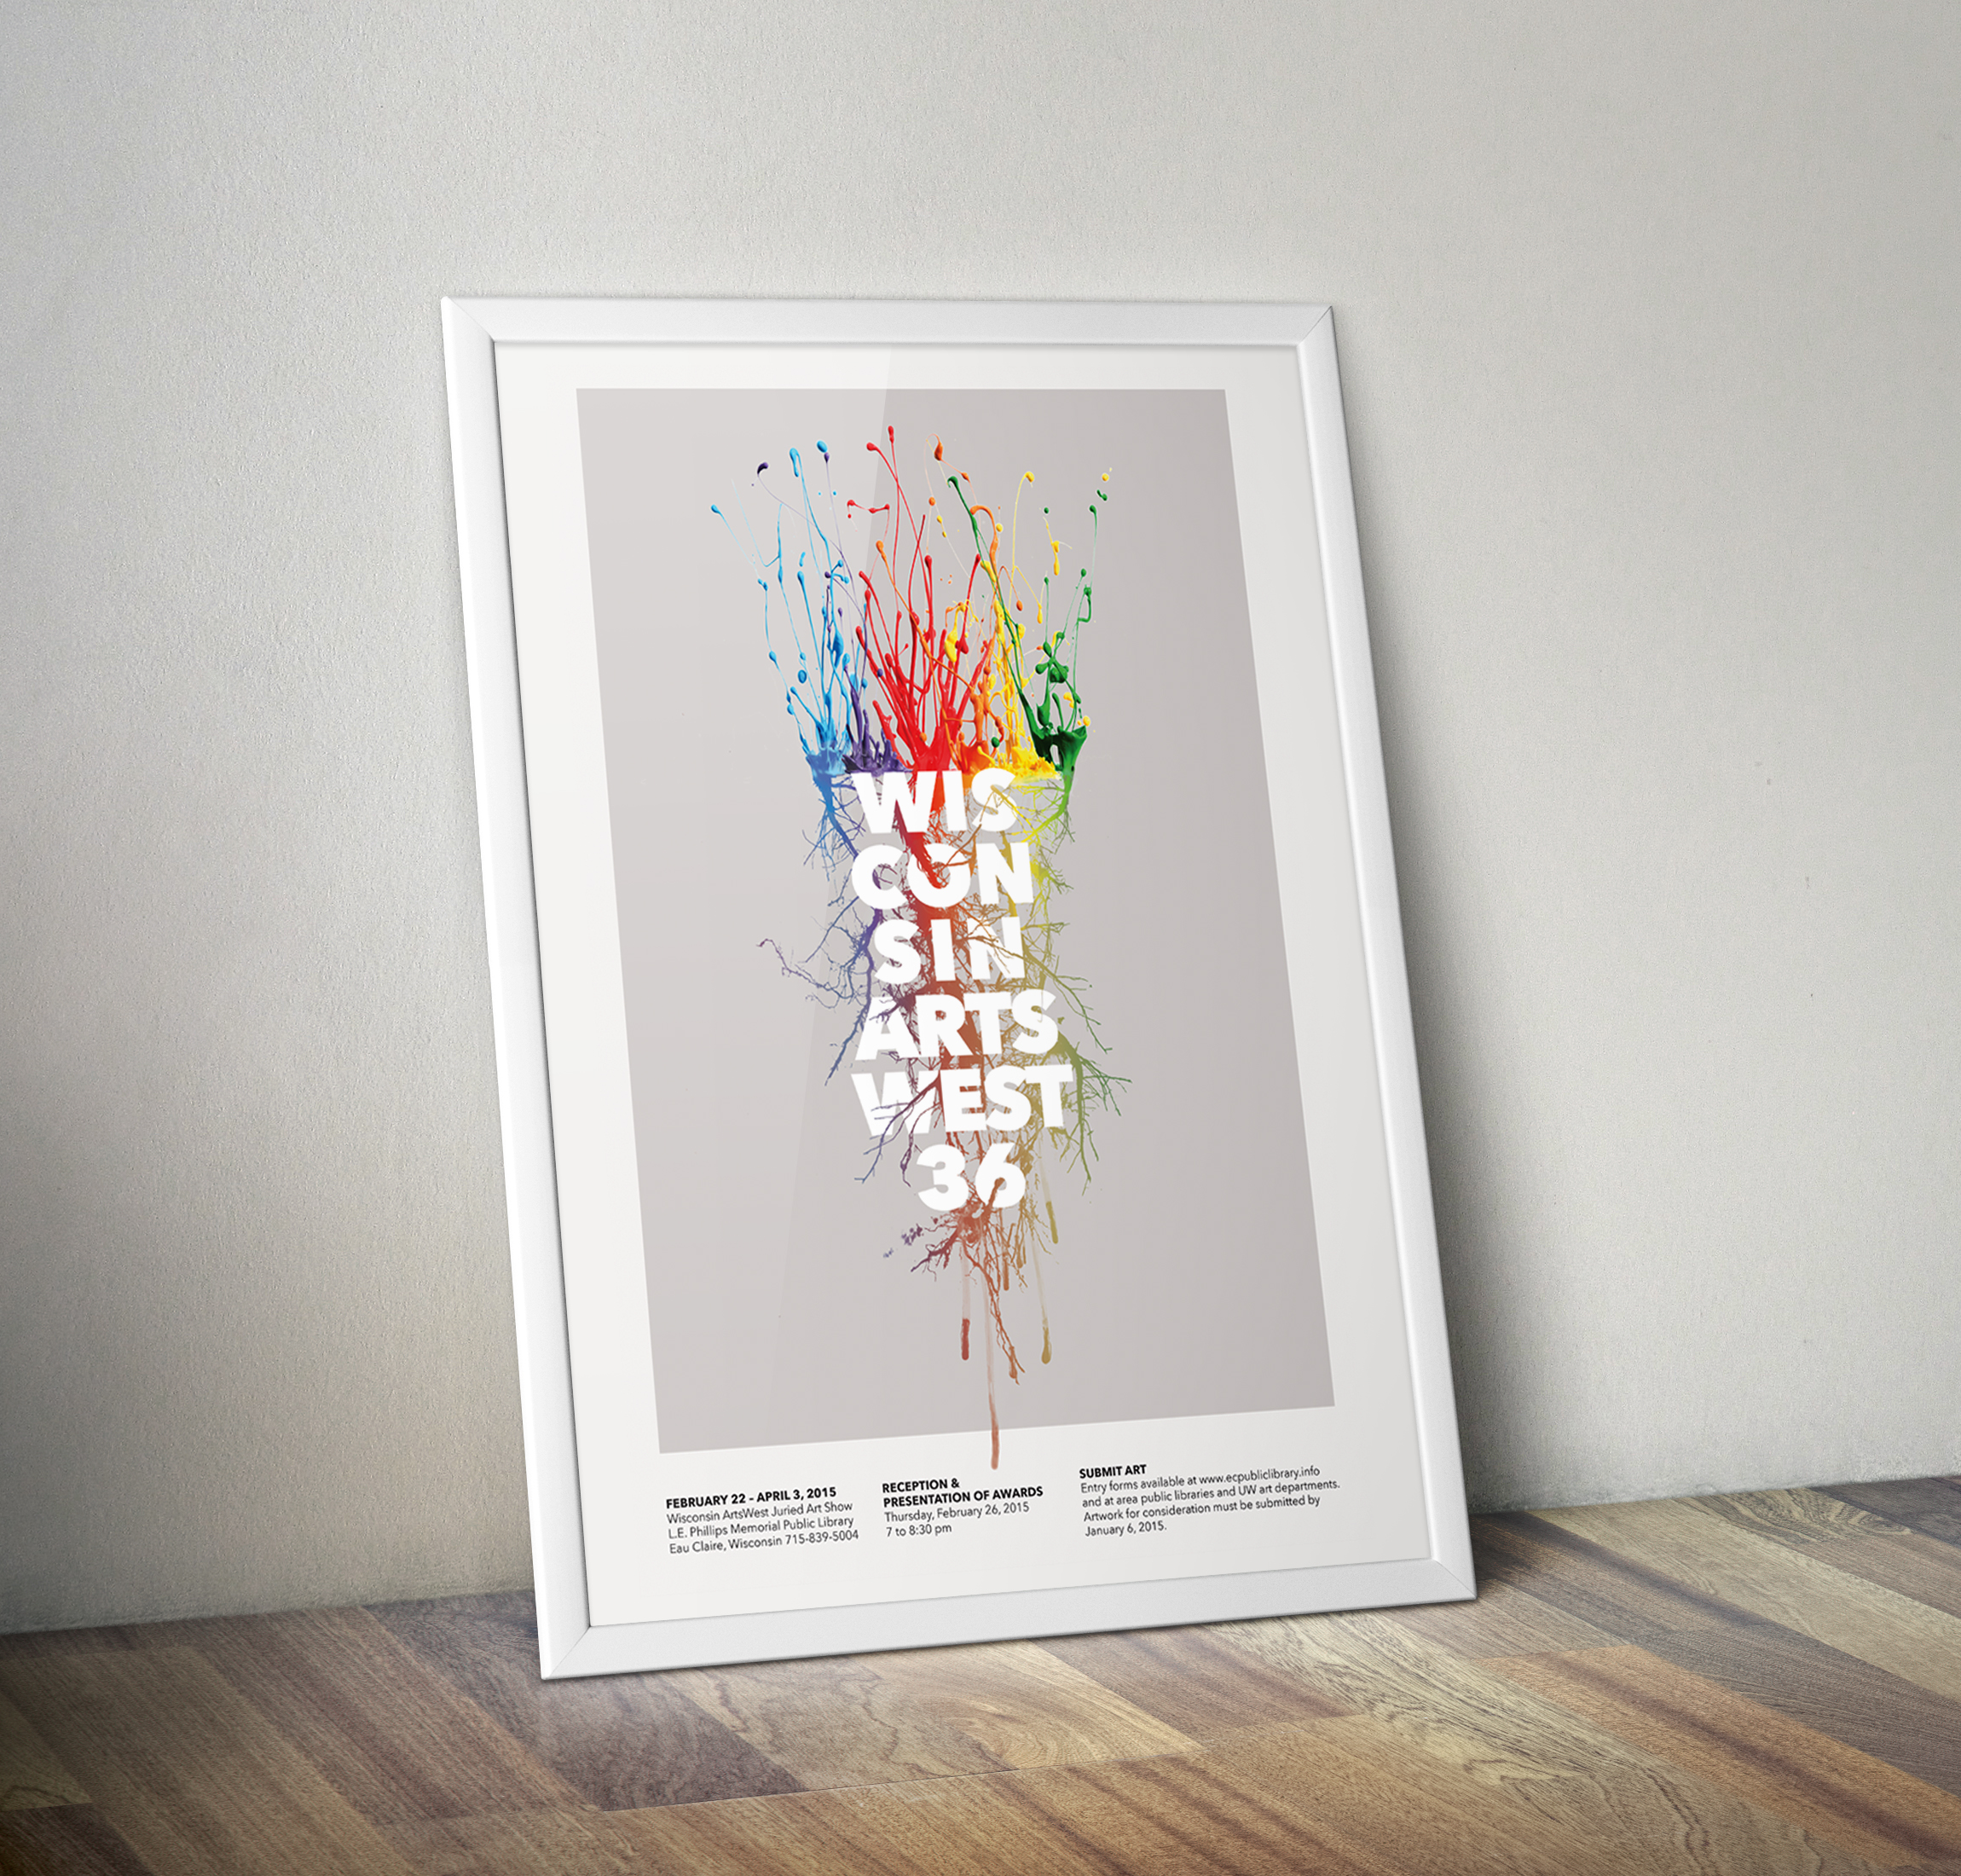 WIS
CON
SIN
ARTS
WEST
36
FEBRUARY 22 - APRIL 3, 2015
Wisconsin ArtsWest Juried Art Show
L.E. Phillips Memorial Public Library
Eau Claire, Wisconsin 715-839-5004
RECEPTION &
PRESENTATION OF AWARDS
Thursday, February 26, 2015
7 to 8:30 pm
SUBMIT ART
Entry forms available at www.ecpubliclibrary.info
and at area public libraries and UW art departments.
Artwork for consideration must be submitted by
January 6, 2015.